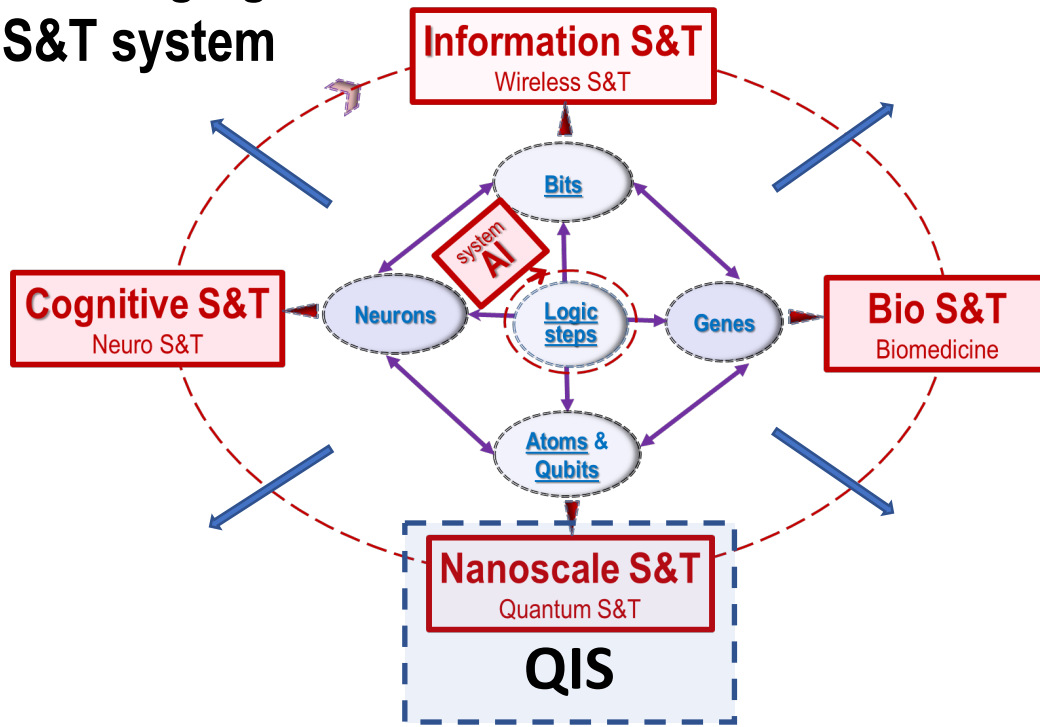 S&T system
Information S&T
Wireless S&T
Bits
system
AI
Cognitive S&T
Neuro S&T
Neurons
Logic
steps
Genes
Bio S&T
Biomedicine
Atoms &
Qubits
Nanoscale S&T
Quantum S&T
QIS